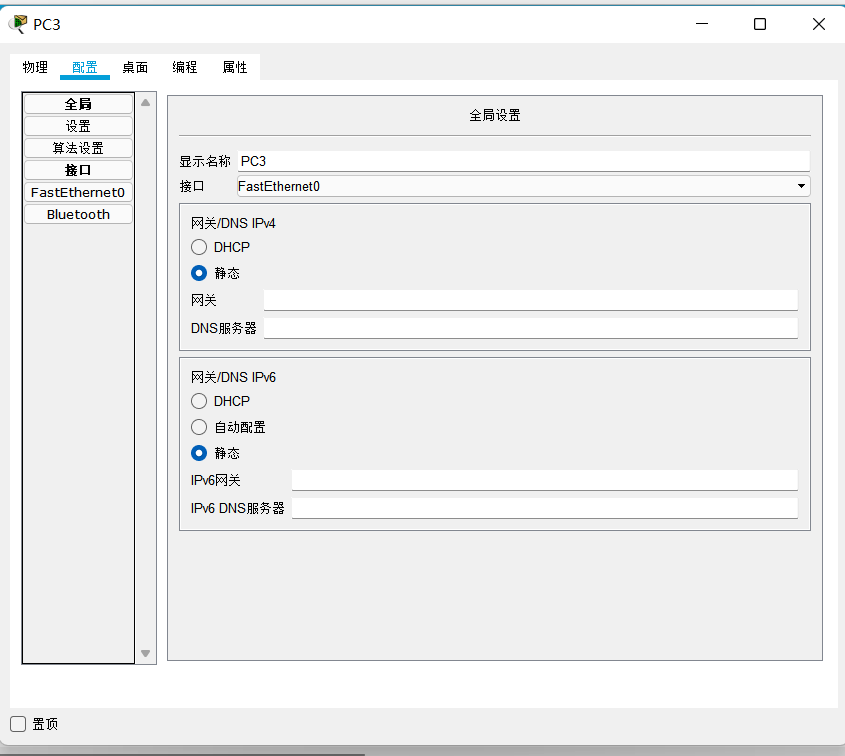 PC3
物理 配置 桌面 编程 属性
全局
设置
算法设置
接口
FastEthernet0
Bluetooth
全局设置
显示名称 PC3
接口 FastEthernet0
网关/DNS IPv4
DHCP
静态
网关
DNS服务器
网关/DNS IPv6
DHCP
自动配置
静态
IPv6网关
IPv6 DNS服务器
置顶